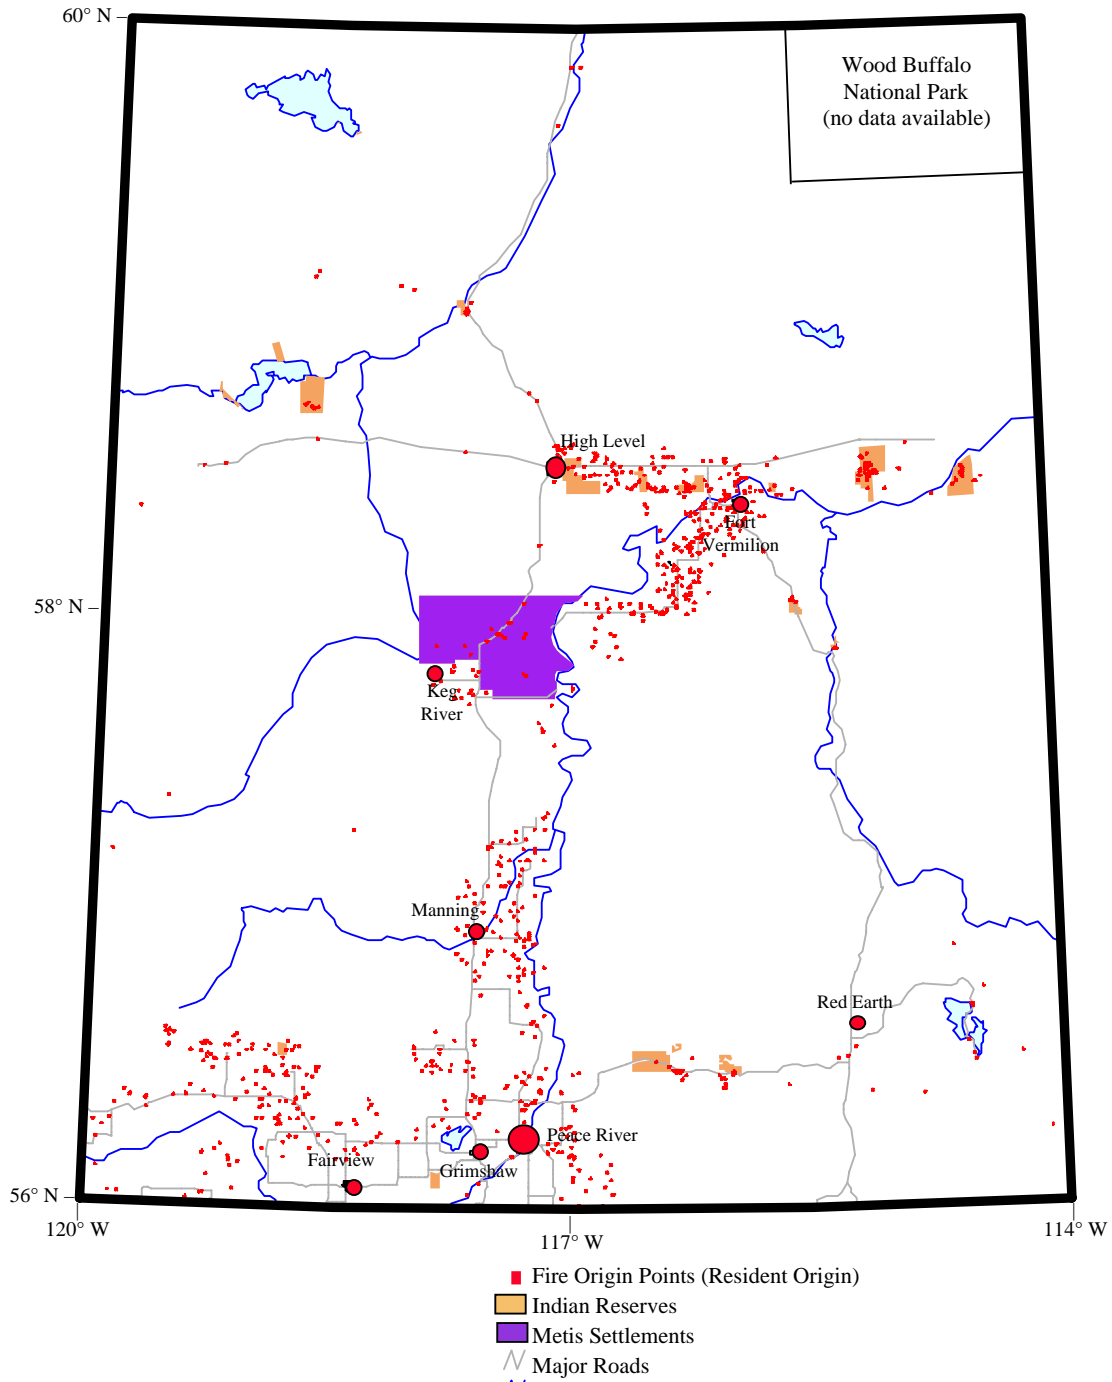 60° N
Wood Buffalo
National Park
(no data available)
High Level
Fort
Vermilion
58° N
Keg
River
Manning
Red Earth
Peace River
Fairview
Grimshaw
56° N
120° W
117° W
114° W
Fire Origin Points (Resident Origin)
Indian Reserves
Metis Settlements
Major Roads